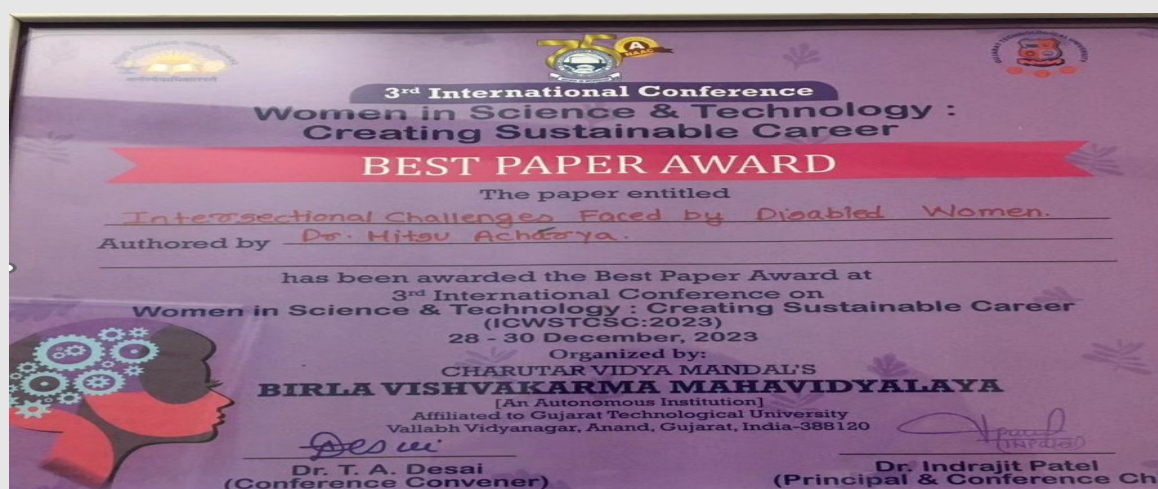 A
NAAC
3rd International Conference
Women in Science & Technology :
Creating Sustainable Career
BEST PAPER AWARD
The paper entitled
Intersectional Challenges Faced by Disabled Women.
Authored by Dr. Hitsu Acharya.
has been awarded the Best Paper Award at
3rd International Conference on
Women in Science & Technology : Creating Sustainable Career
(ICWSTCSC:2023)
28 - 30 December, 2023
Organized by:
CHARUTAR VIDYA MANDAL'S
BIRLA VISHVAKARMA MAHAVIDYALAYA
[An Autonomous Institution]
Affiliated to Gujarat Technological University
Vallabh Vidyanagar, Anand, Gujarat, India-388120
Dr. T. A. Desai
(Conference Convener)
Dr. Indrajit Patel
(Principal & Conference Ch